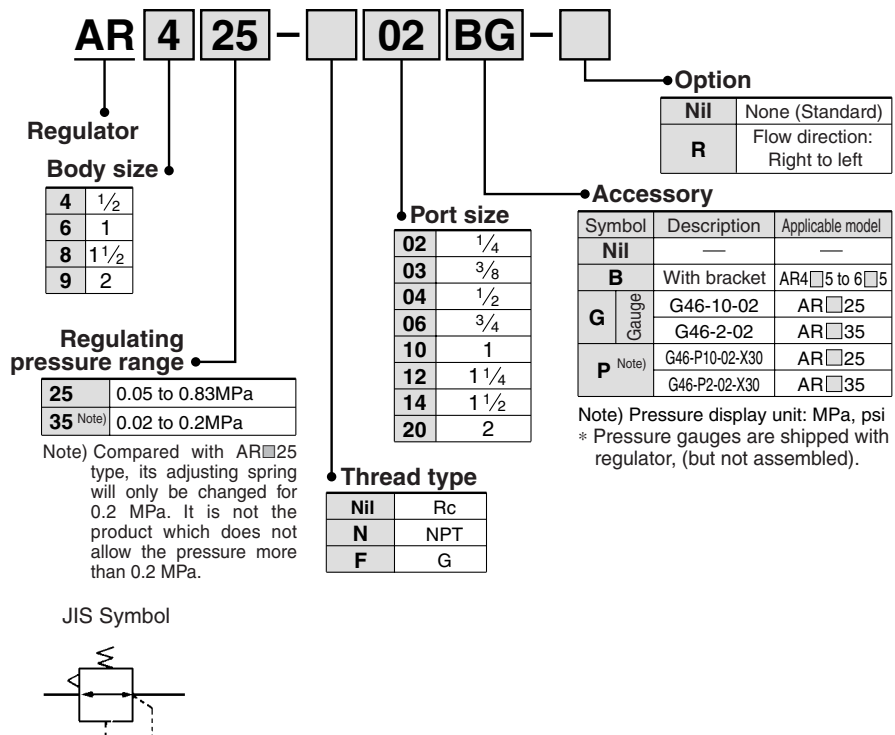 AR 4 25 – 02 BG –
Option
Nil None (Standard)
R Flow direction:
Right to left
Regulator
Body size
4 1/2
6 1
8 1 1/2
9 2
Accessory
Symbol Description Applicable model
Nil — —
B With bracket AR4□5 to 6□5
G Gauge G46-10-02 AR□25
G46-2-02 AR□35
P Note) G46-P10-02-X30 AR□25
G46-P2-02-X30 AR□35
Note) Pressure display unit: MPa, psi
* Pressure gauges are shipped with
regulator, (but not assembled).
Port size
02 1/4
03 3/8
04 1/2
06 3/4
10 1
12 1 1/4
14 1 1/2
20 2
Regulating
pressure range
25 0.05 to 0.83MPa
35 Note) 0.02 to 0.2MPa
Note) Compared with AR□25
type, its adjusting spring
will only be changed for
0.2 MPa. It is not the
product which does not
allow the pressure more
than 0.2 MPa.
Thread type
Nil Rc
N NPT
F G
JIS Symbol